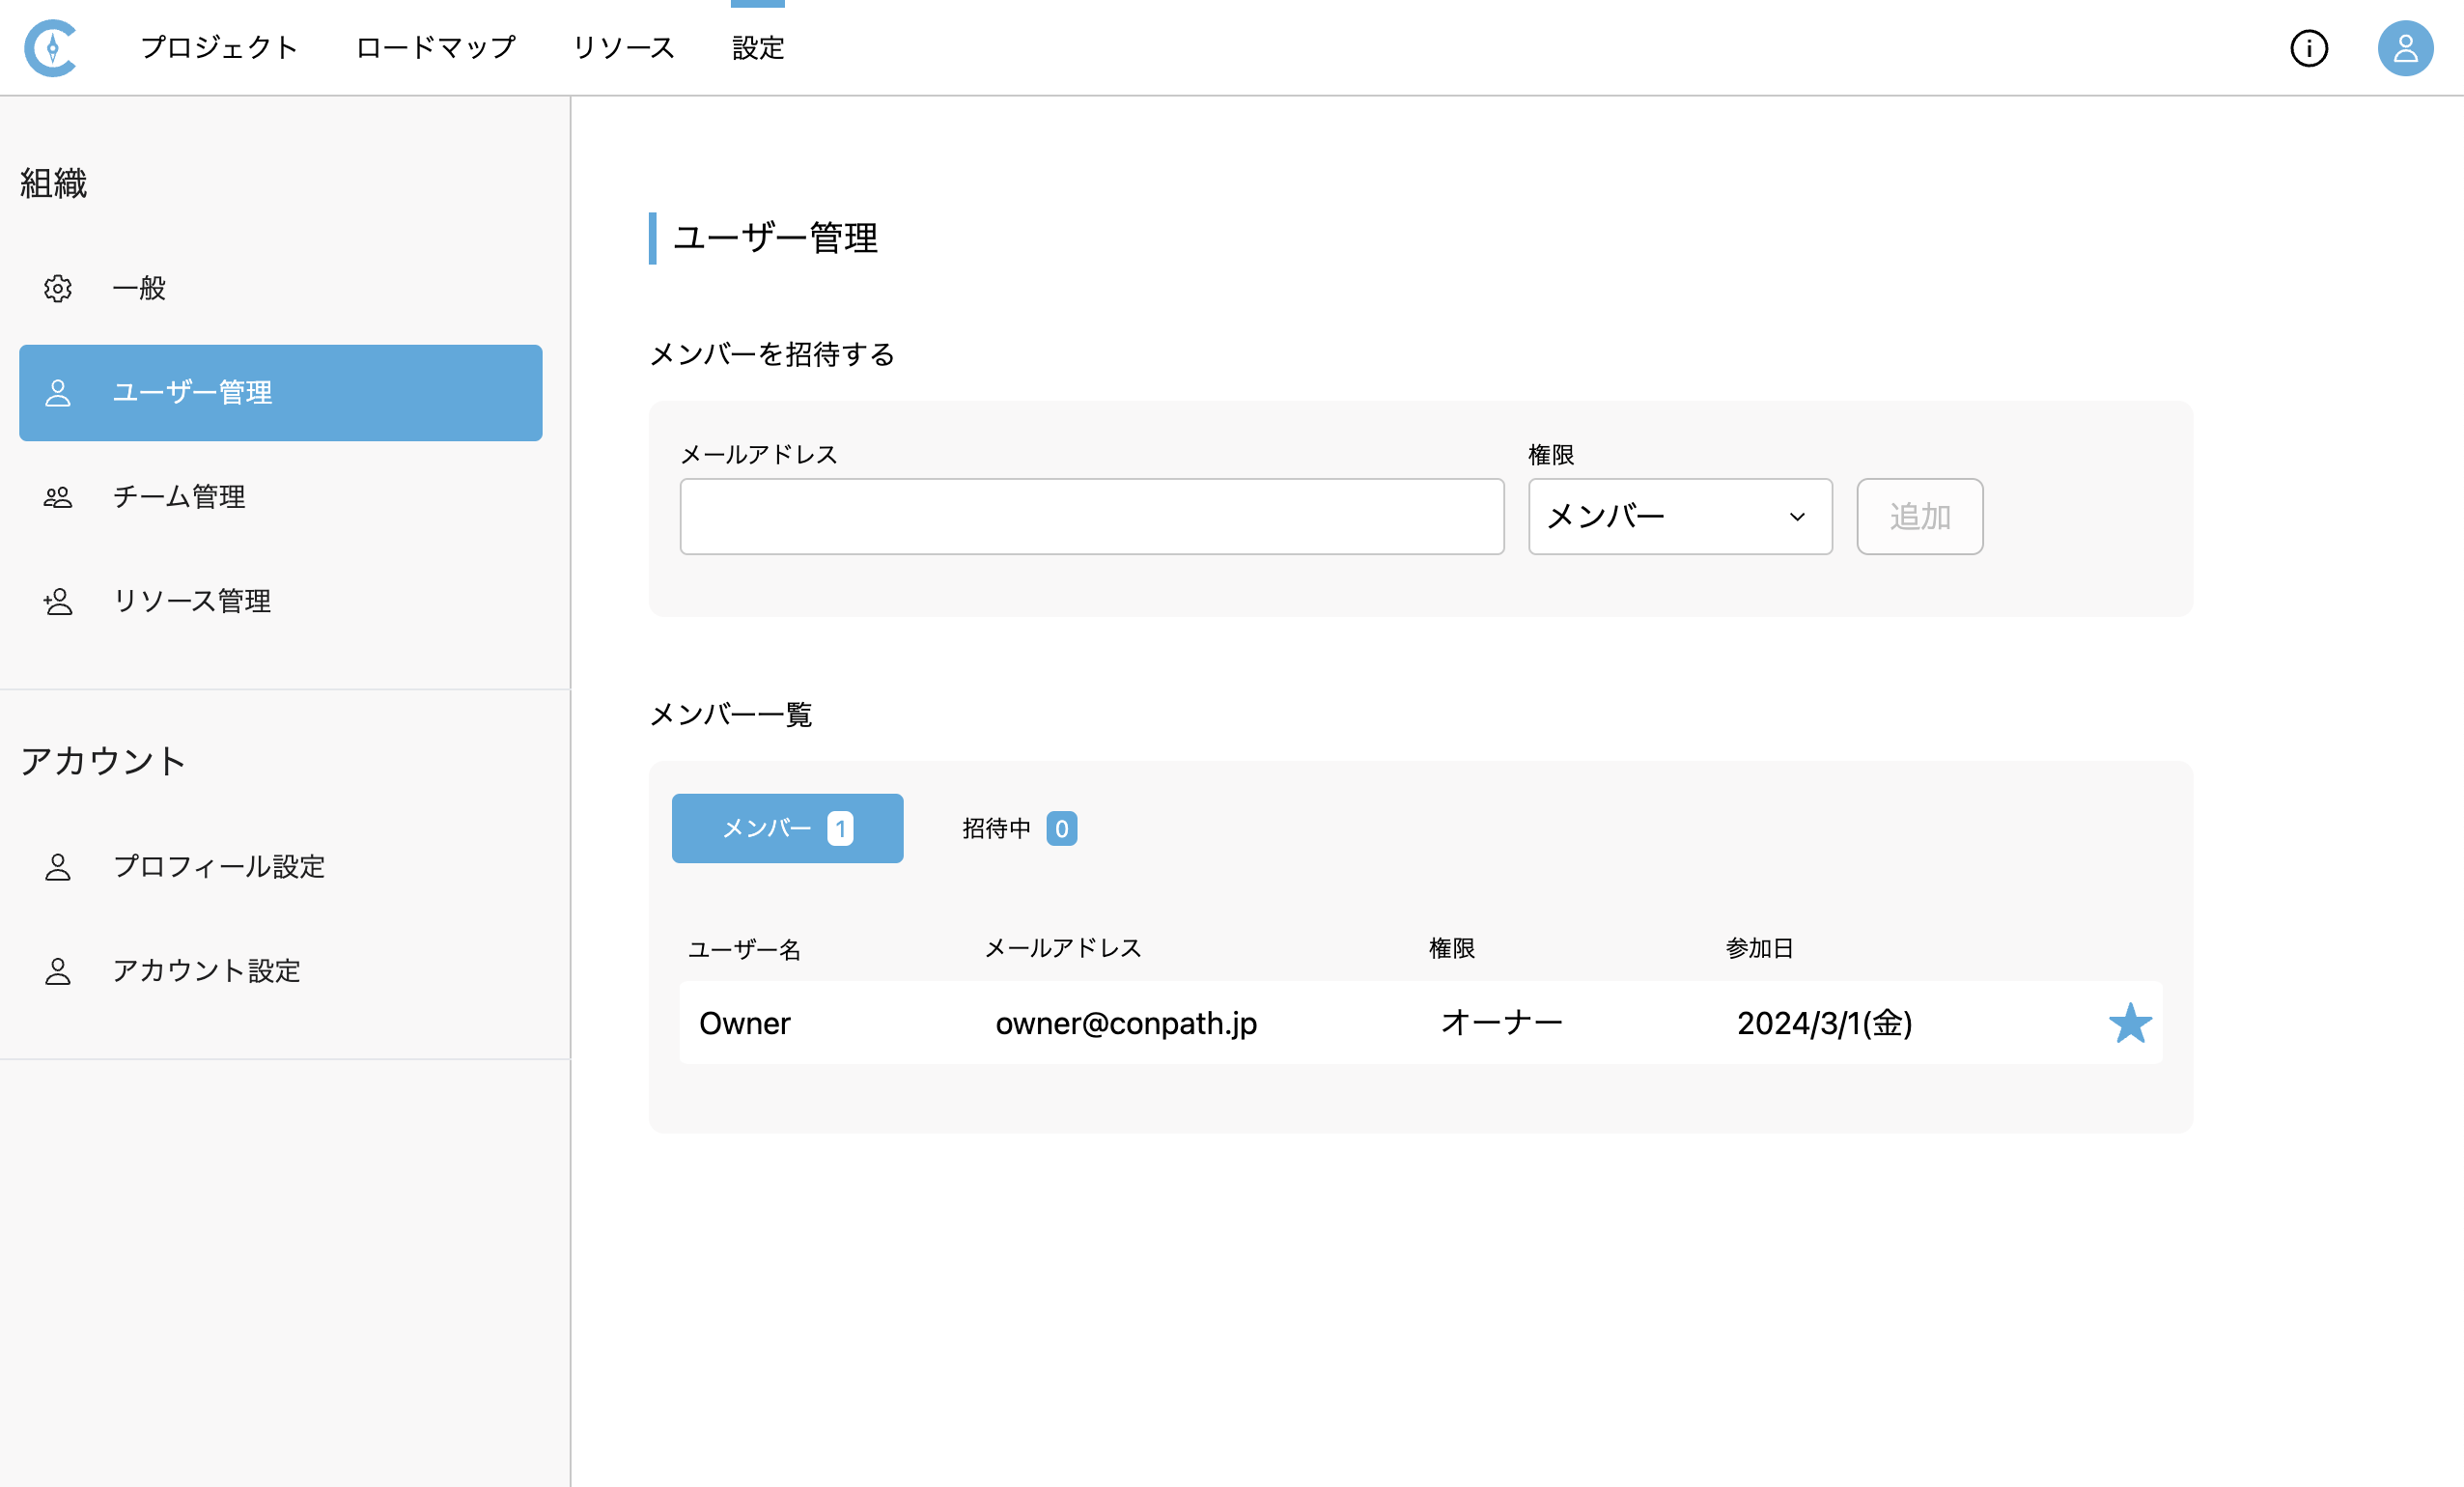 プロジェクト ロードマップ リソース 設定
組織
一般
ユーザー管理
チーム管理
リソース管理
アカウント
プロフィール設定
アカウント設定
ユーザー管理
メンバーを招待する
メールアドレス 権限
メンバー 追加
メンバー一覧
メンバー 1 招待中 0
ユーザー名 メールアドレス 権限 参加日
Owner owner@conpath.jp オーナー 2024/3/1(金)